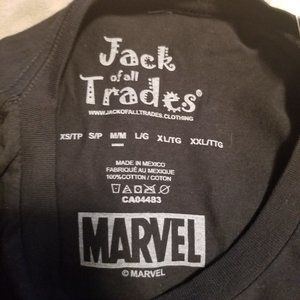 Jack
of all
Trades®
WWW.JACKOFALLTRADES.CLOTHING
XS/TP S/P M/M L/G XL/TG XXL/TTG
MADE IN MEXICO
FABRIQUÉ AU MEXIQUE
100%COTTON / COTON
CA04483
MARVEL
© MARVEL